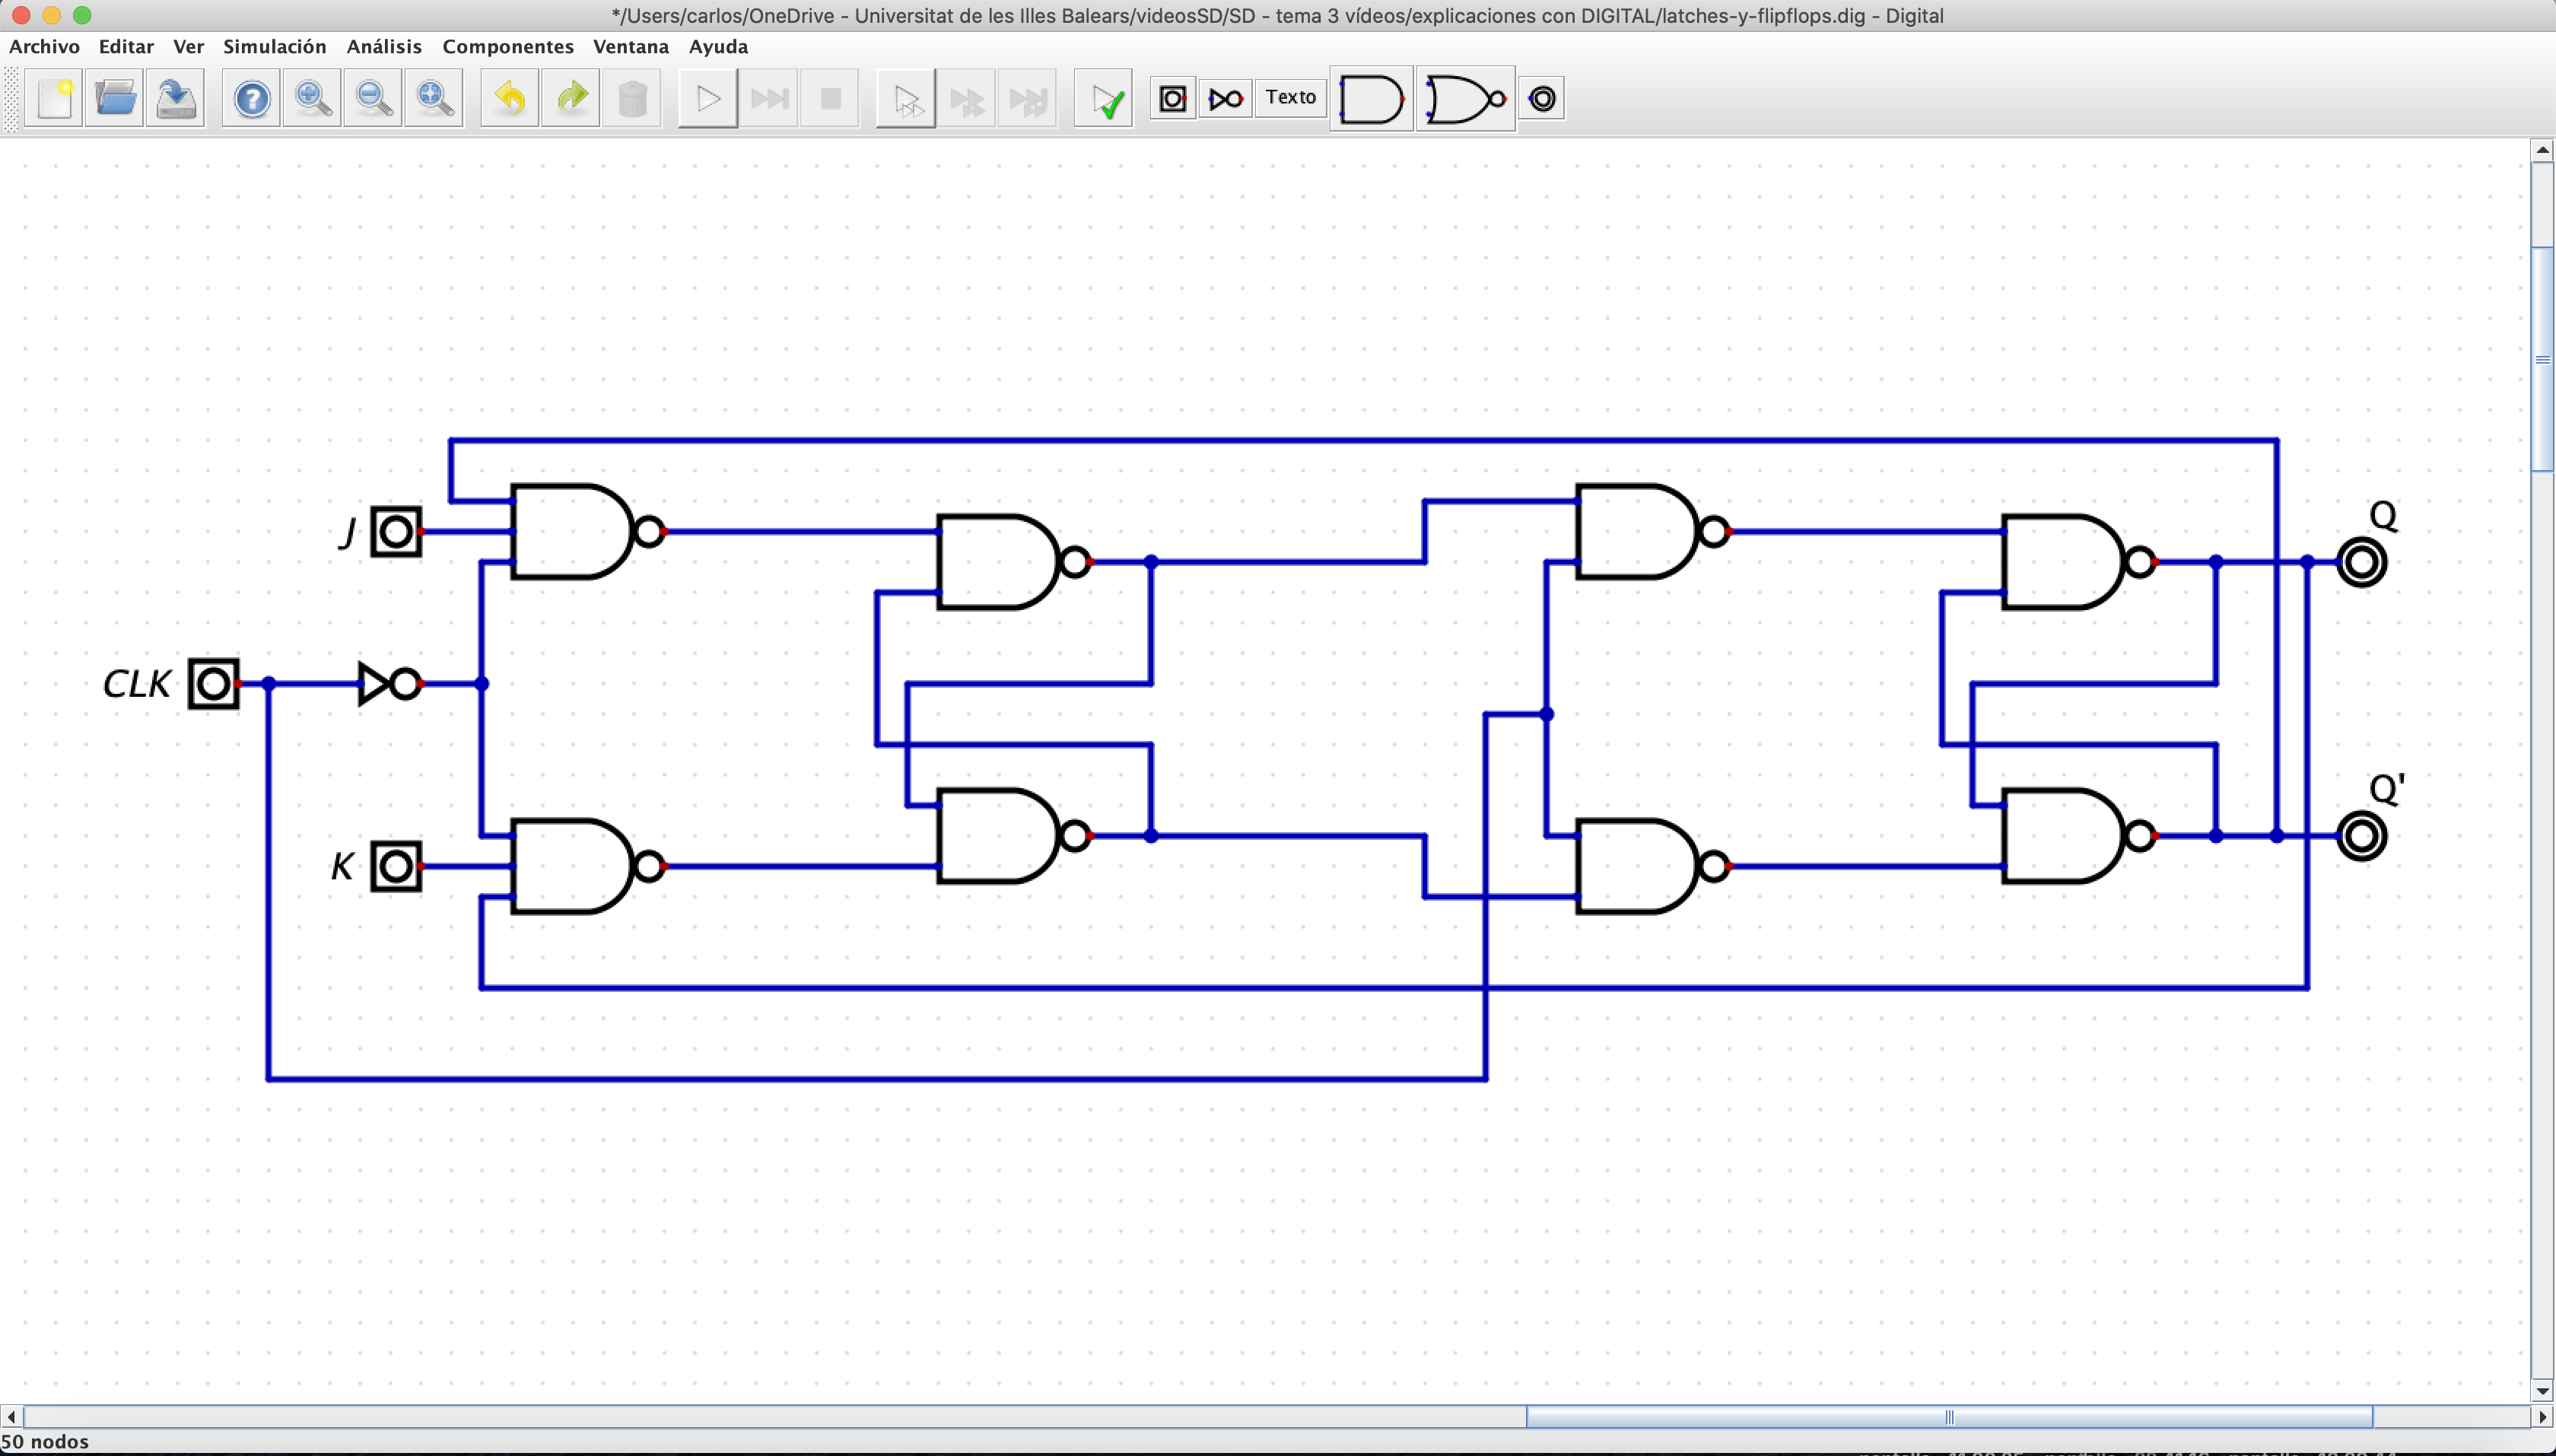 */Users/carlos/OneDrive - Universitat de les Illes Balears/videosSD/SD - tema 3 vídeos/explicaciones con DIGITAL/latches-y-flipflops.dig - Digital
Archivo Editar Ver Simulación Análisis Componentes Ventana Ayuda
Texto
Q
J
CLK
Q'
K
50 nodos